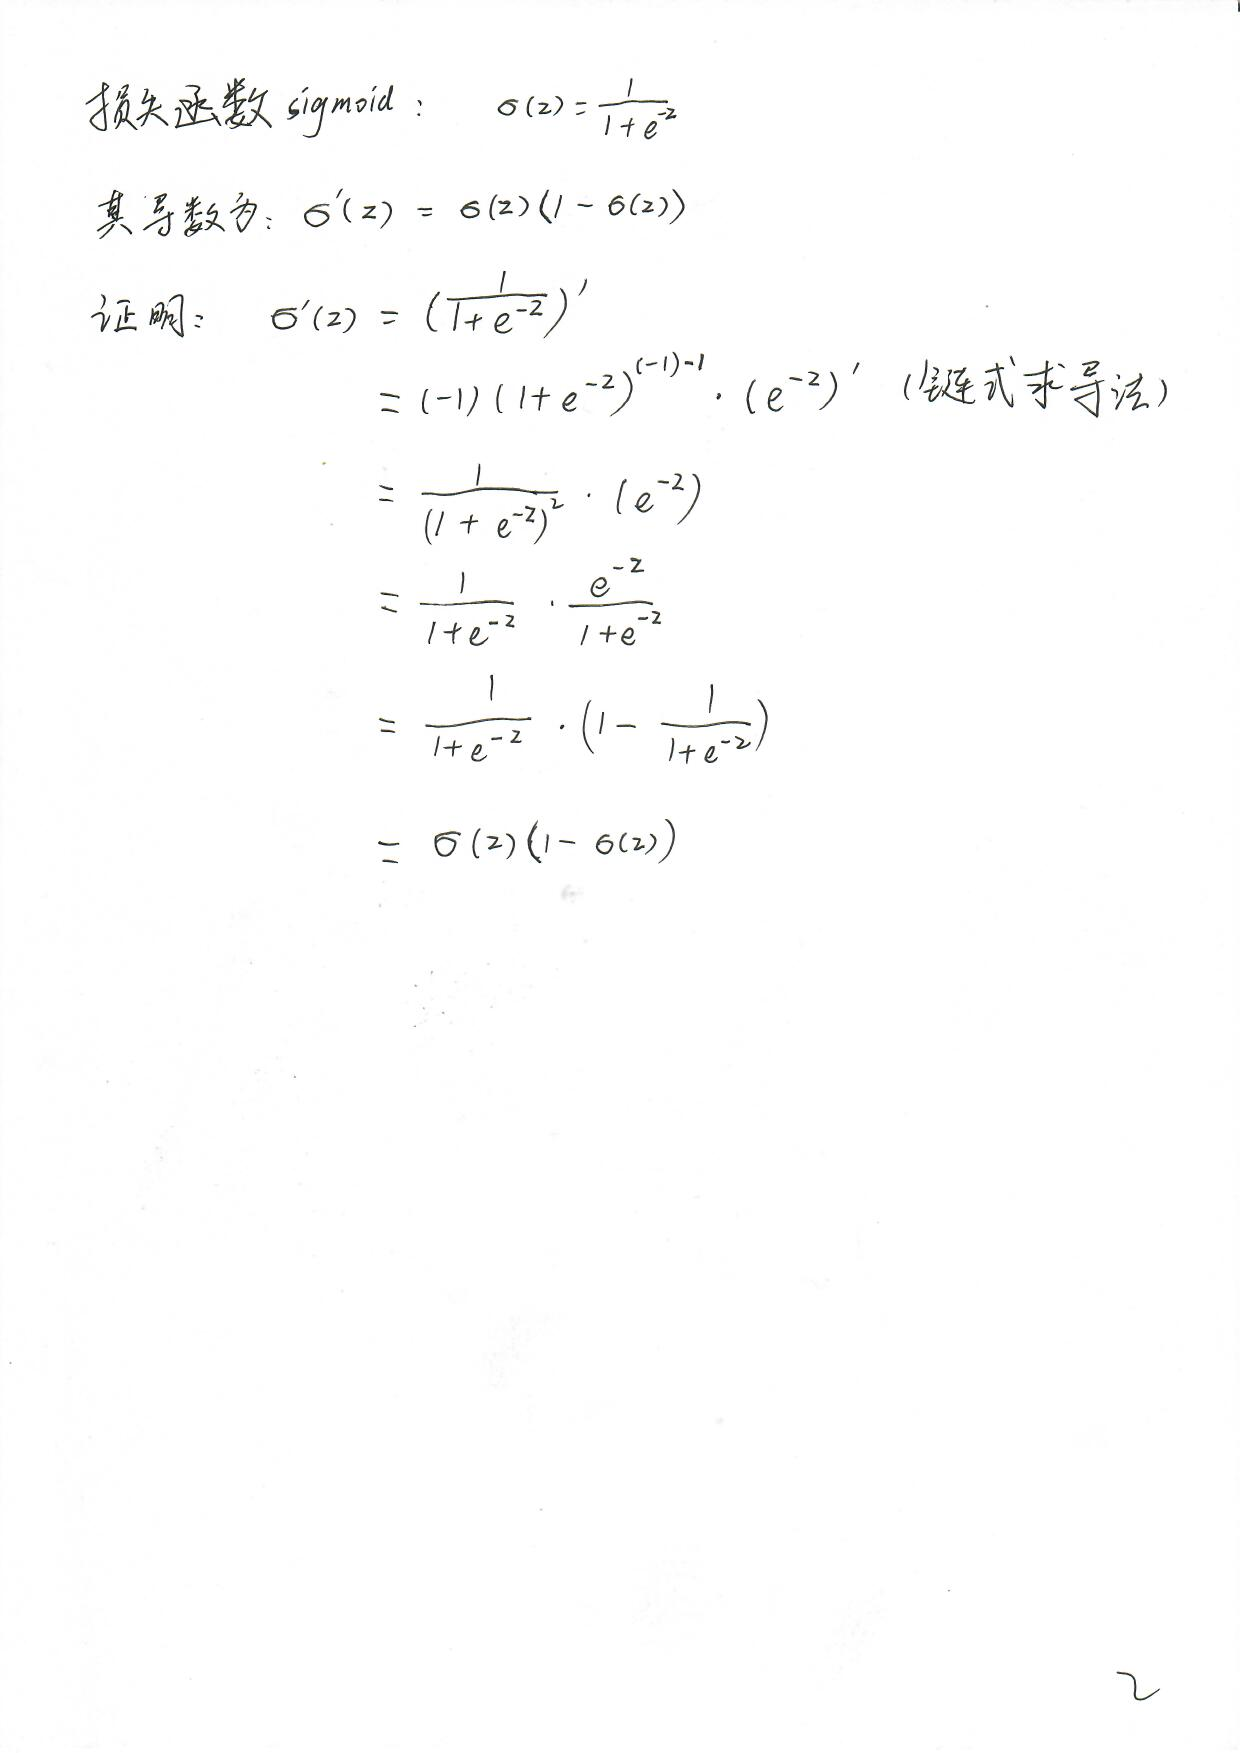 损失函数 sigmoid: σ(z) = 1/(1+e^-z)
其导数为: σ'(z) = σ(z)(1 - σ(z))
证明: σ'(z) = (1/(1+e^-z))'
= (-1)(1+e^-z)^((-1)-1) · (e^-z)' (链式求导法)
= 1/(1+e^-z)^2 · (e^-z)
= 1/(1+e^-z) · e^-z/(1+e^-z)
= 1/(1+e^-z) · (1 - 1/(1+e^-z))
= σ(z)(1 - σ(z))
2